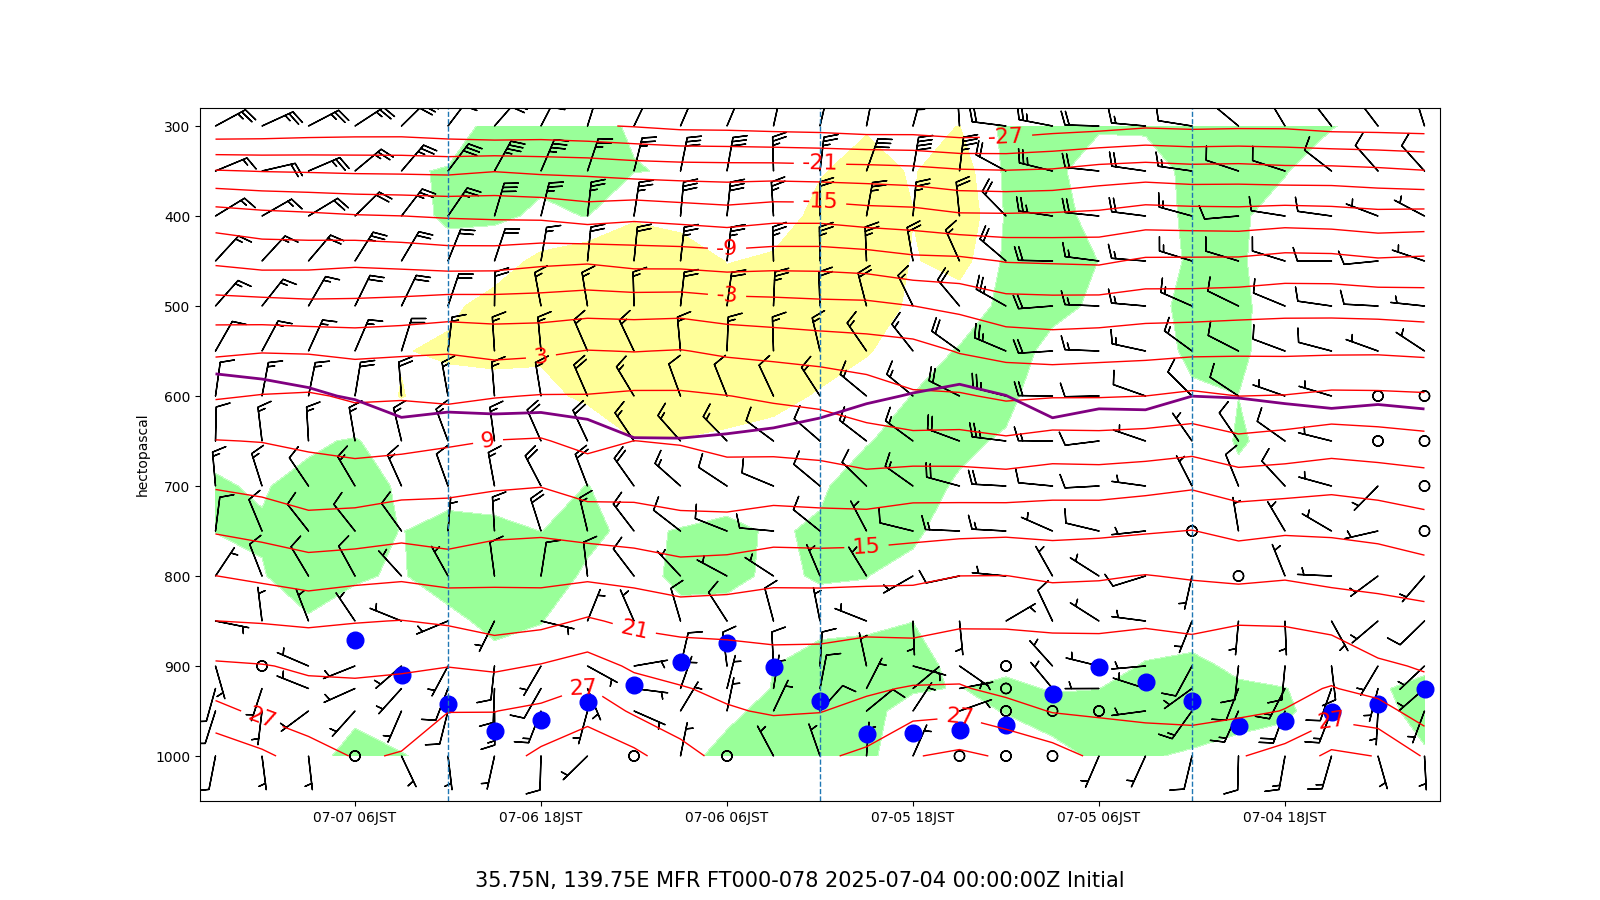 300
400
500
600
700
800
900
1000
hectopascal
-27
-21
-15
-9
-3
3
9
15
21
27
27
27
27
07-07 06JST
07-06 18JST
07-06 06JST
07-05 18JST
07-05 06JST
07-04 18JST
35.75N, 139.75E MFR FT000-078 2025-07-04 00:00:00Z Initial